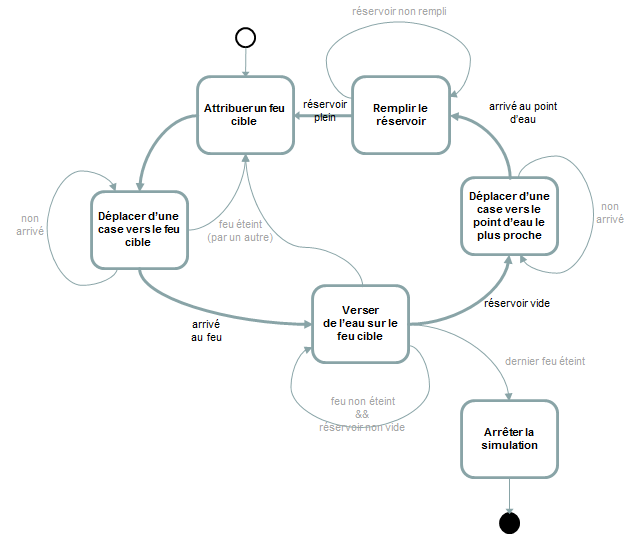 réservoir non rempli
Attribuer un feu
cible
réservoir
plein
Remplir le
réservoir
arrivé au point
d'eau
non
arrivé
Déplacer d'une
case vers le feu
cible
feu éteint
(par un autre)
Déplacer d'une
case vers le
point d'eau le
plus proche
non
arrivé
arrivé
au feu
Verser
de l'eau sur le
feu cible
réservoir vide
dernier feu éteint
feu non éteint
&&
réservoir non vide
Arrêter la
simulation